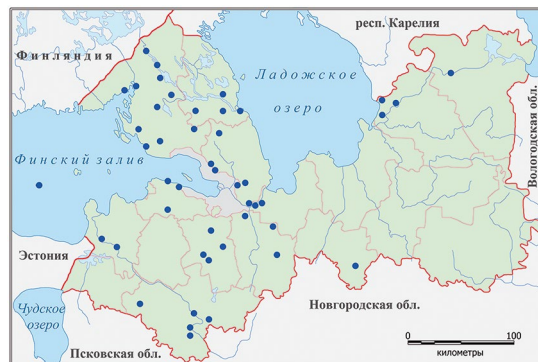 Финляндия
респ. Карелия
Ладожское
озеро
Вологодская обл.
Финский залив
Эстония
Чудское
озеро
Новгородская обл.
Псковская обл.
0 100
километры